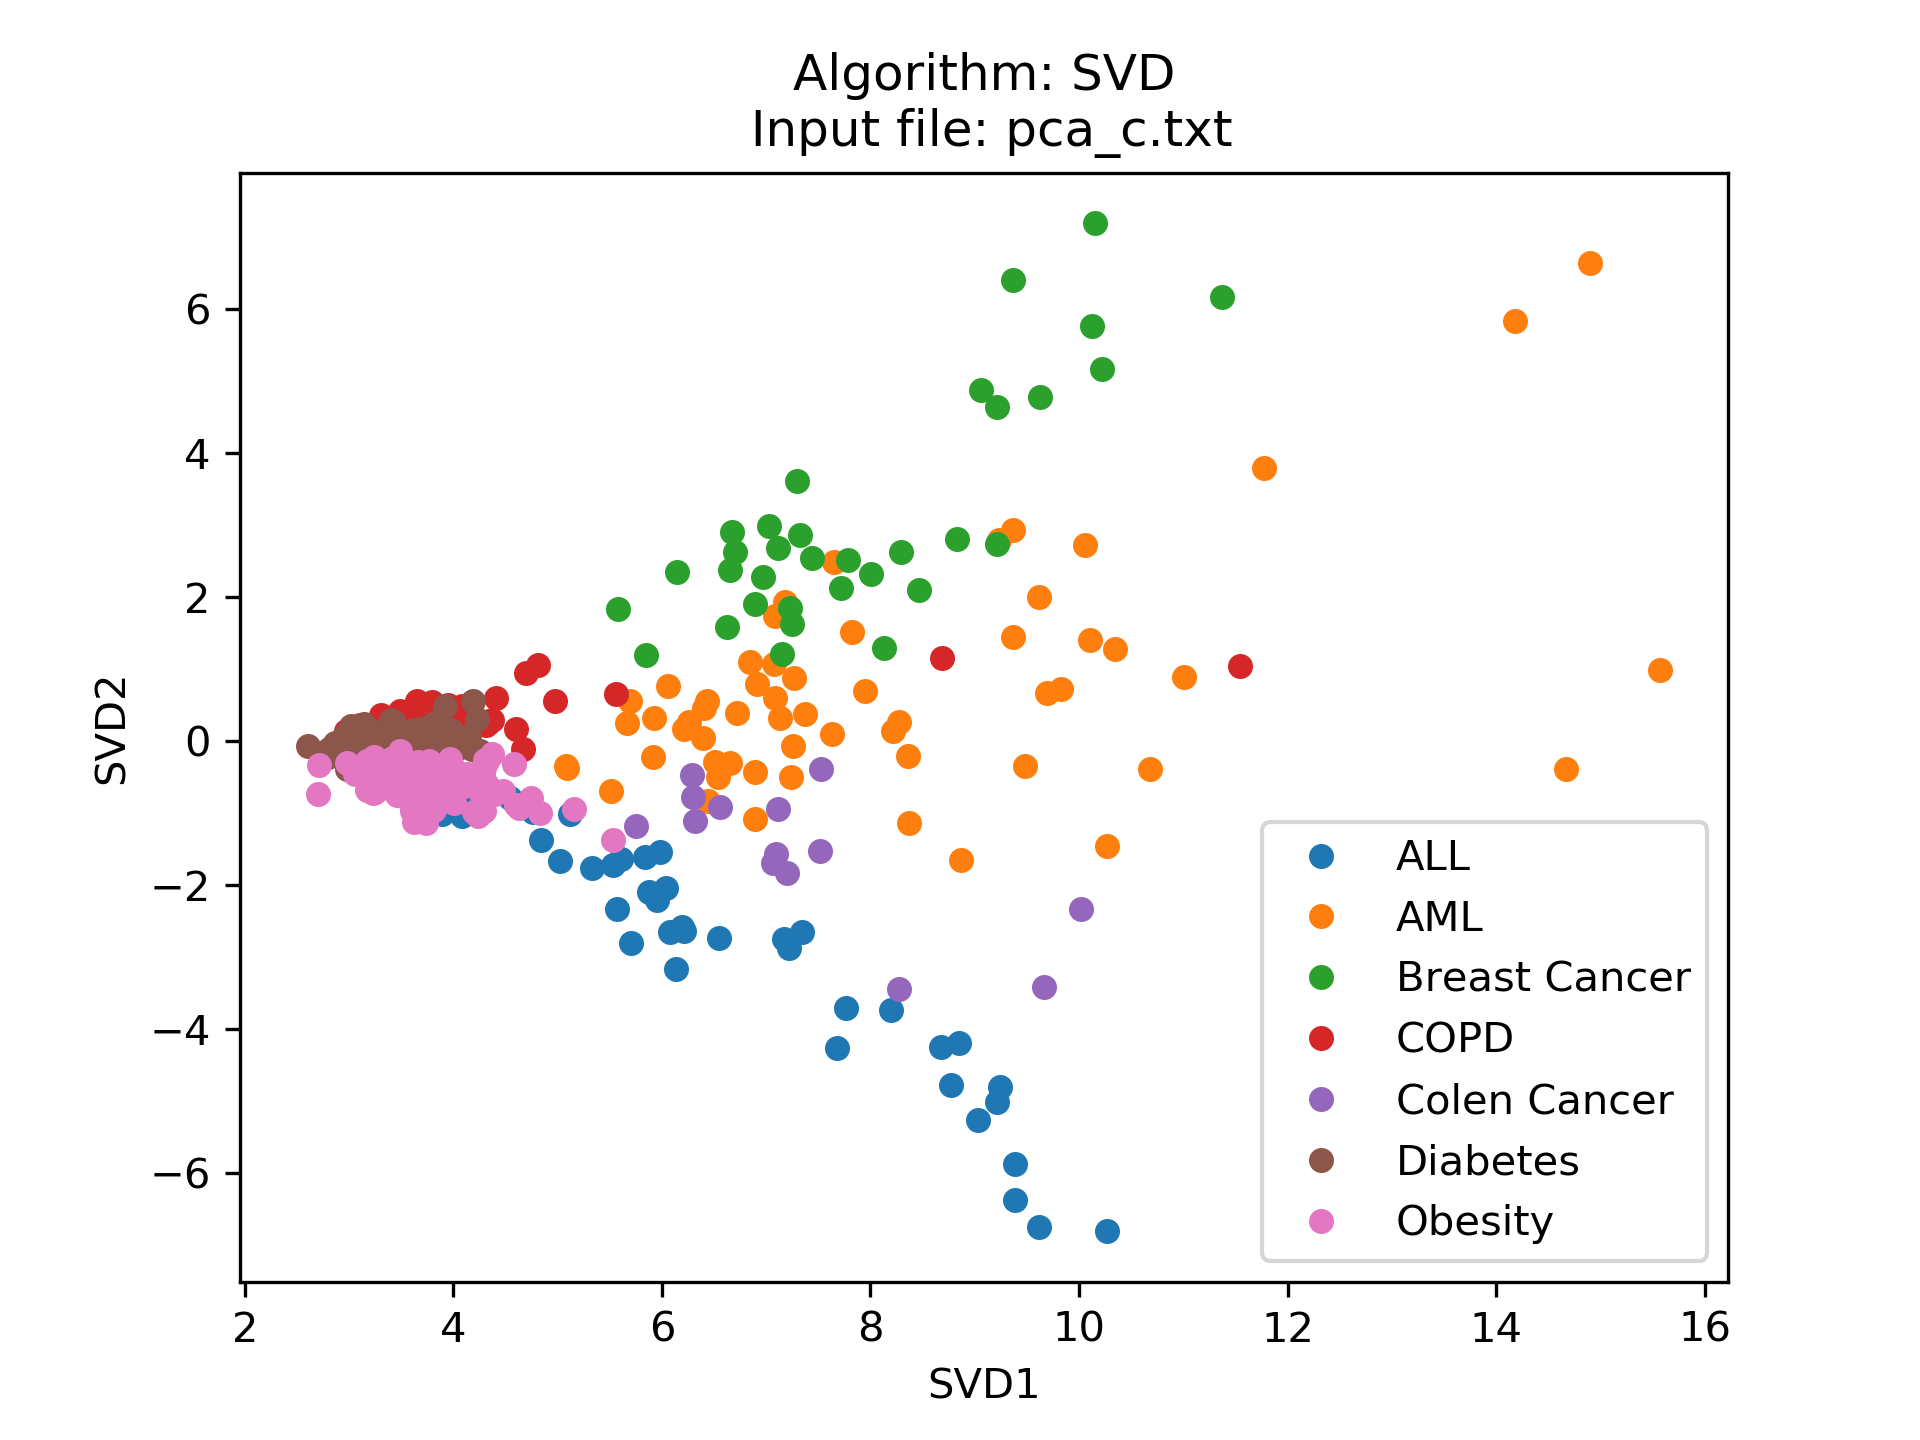 Algorithm: SVD
Input file: pca_c.txt
SVD2
6
4
2
0
−2
−4
−6
ALL
AML
Breast Cancer
COPD
Colen Cancer
Diabetes
Obesity
2 4 6 8 10 12 14 16
SVD1